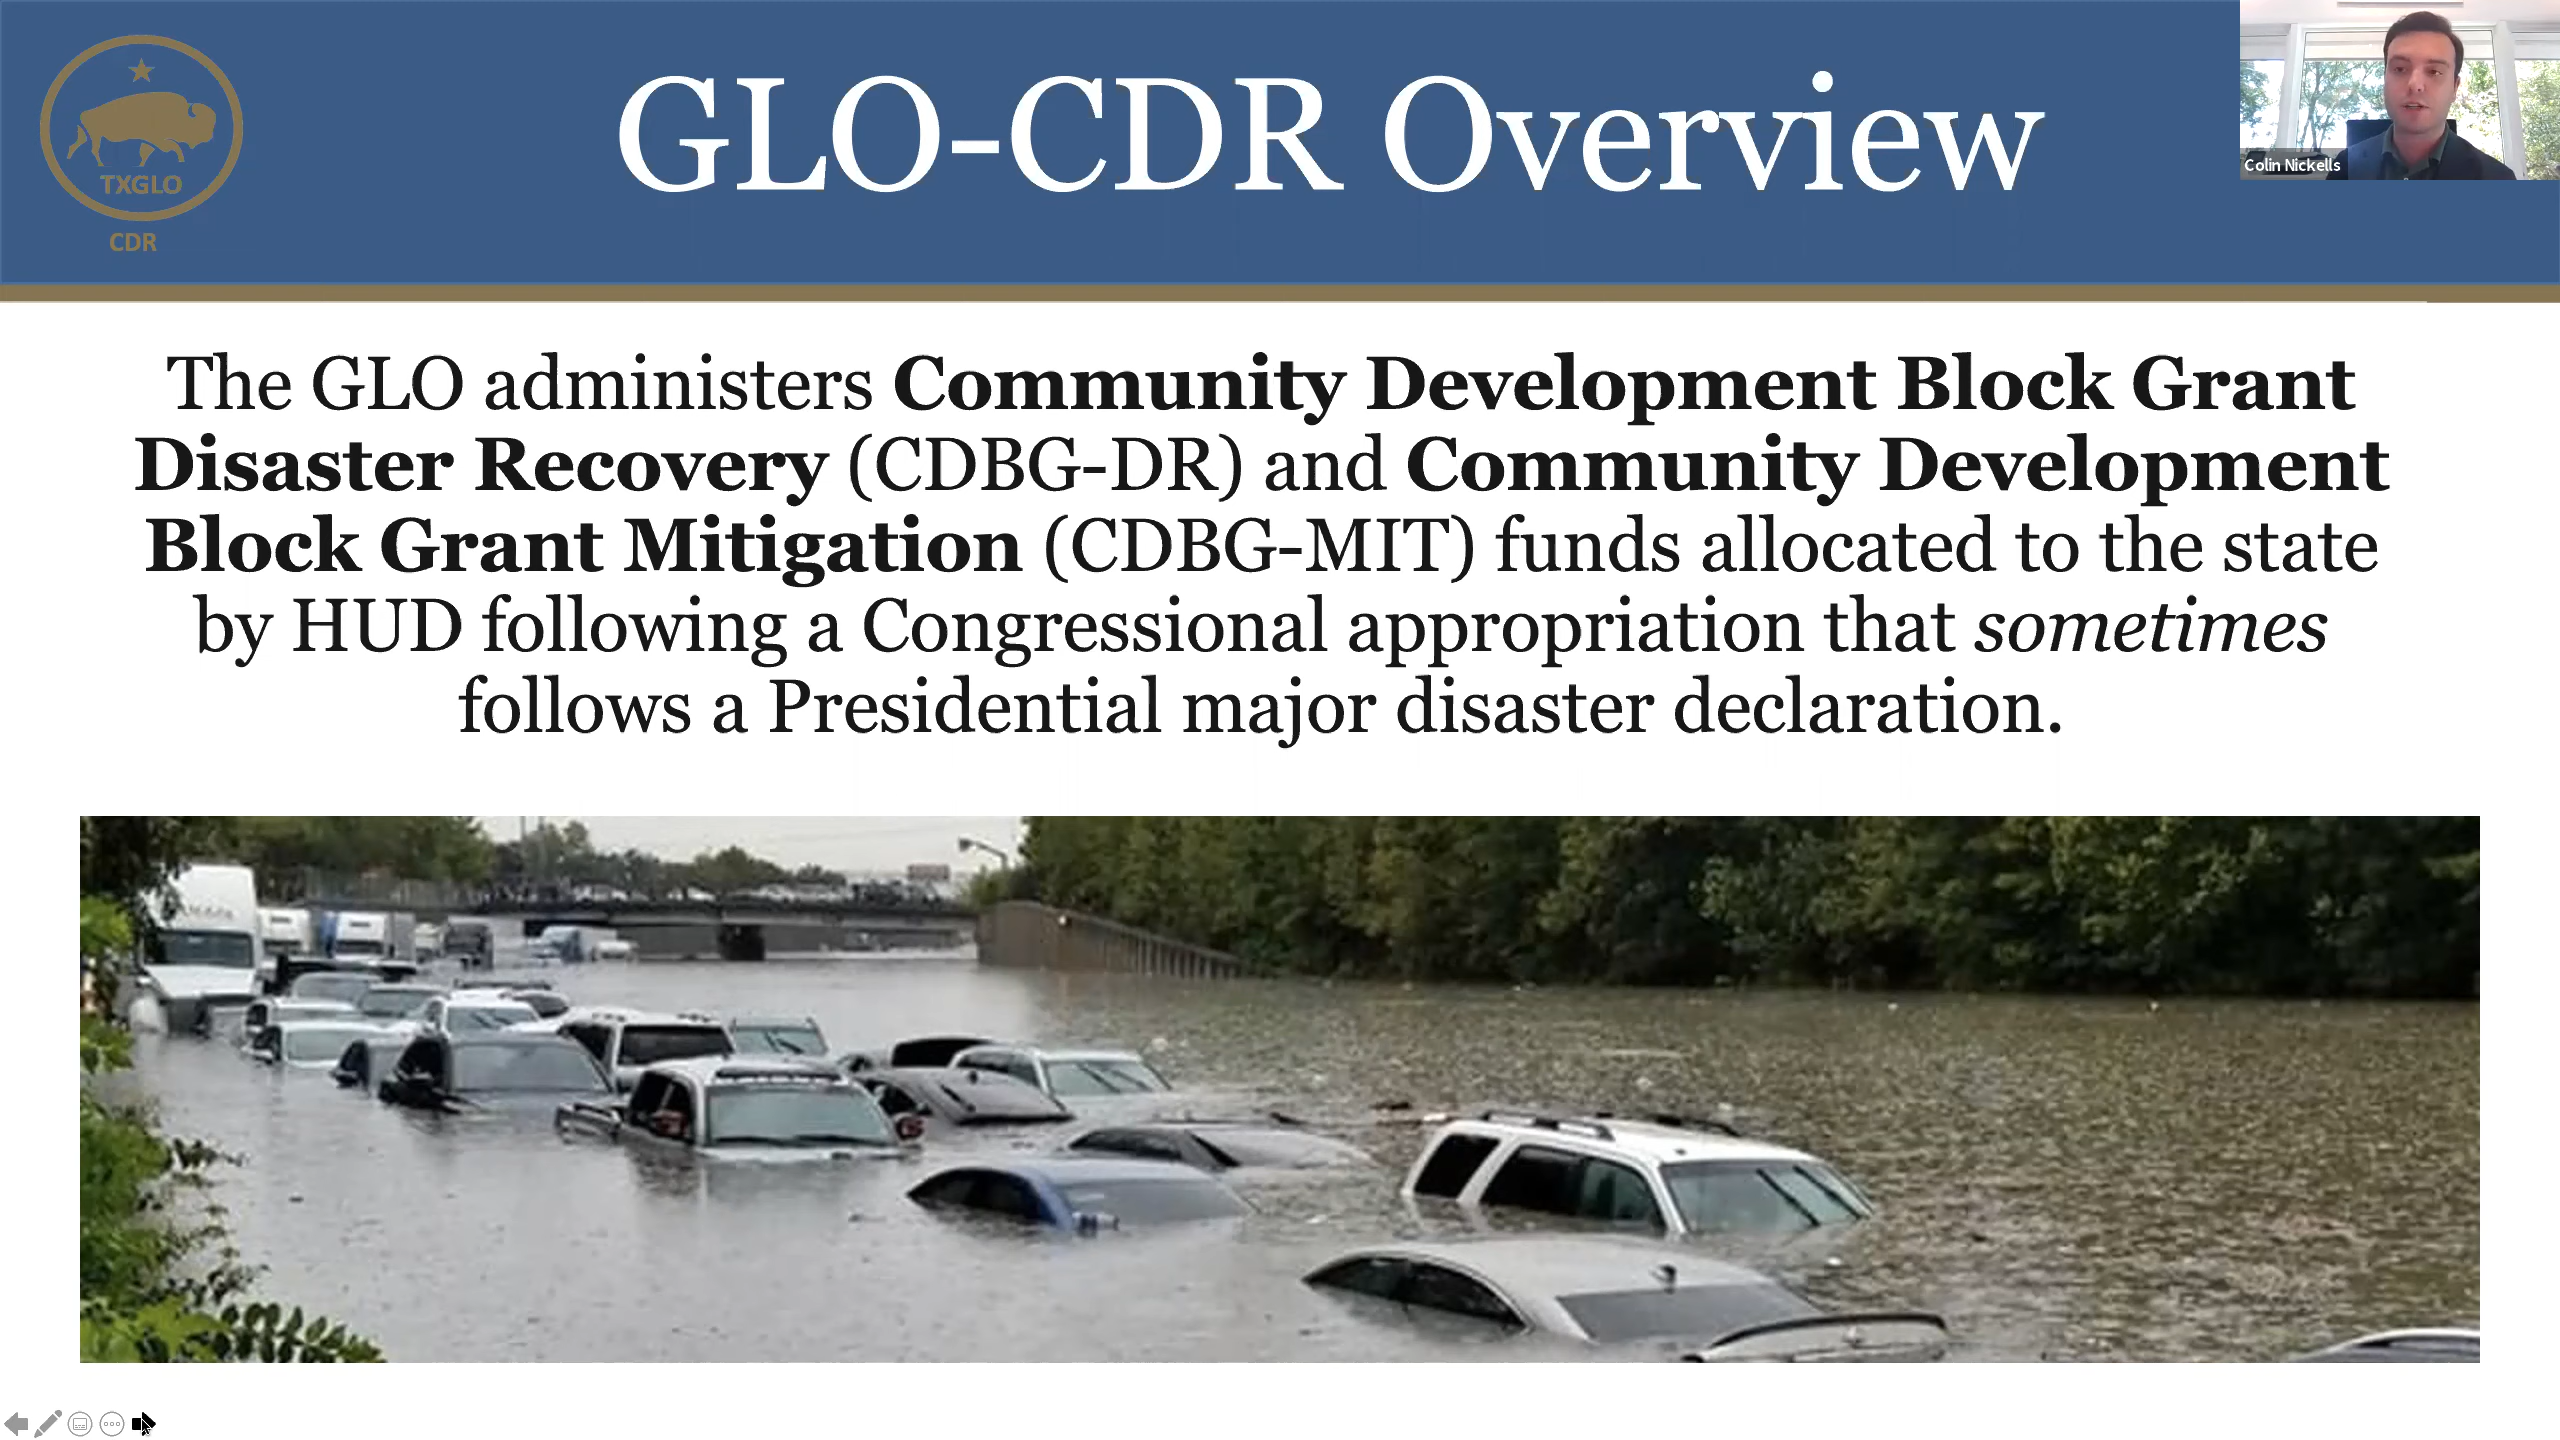 GLO-CDR Overview
TXGLO
CDR
Colin Nickells
The GLO administers Community Development Block Grant
Disaster Recovery (CDBG-DR) and Community Development
Block Grant Mitigation (CDBG-MIT) funds allocated to the state
by HUD following a Congressional appropriation that sometimes
follows a Presidential major disaster declaration.